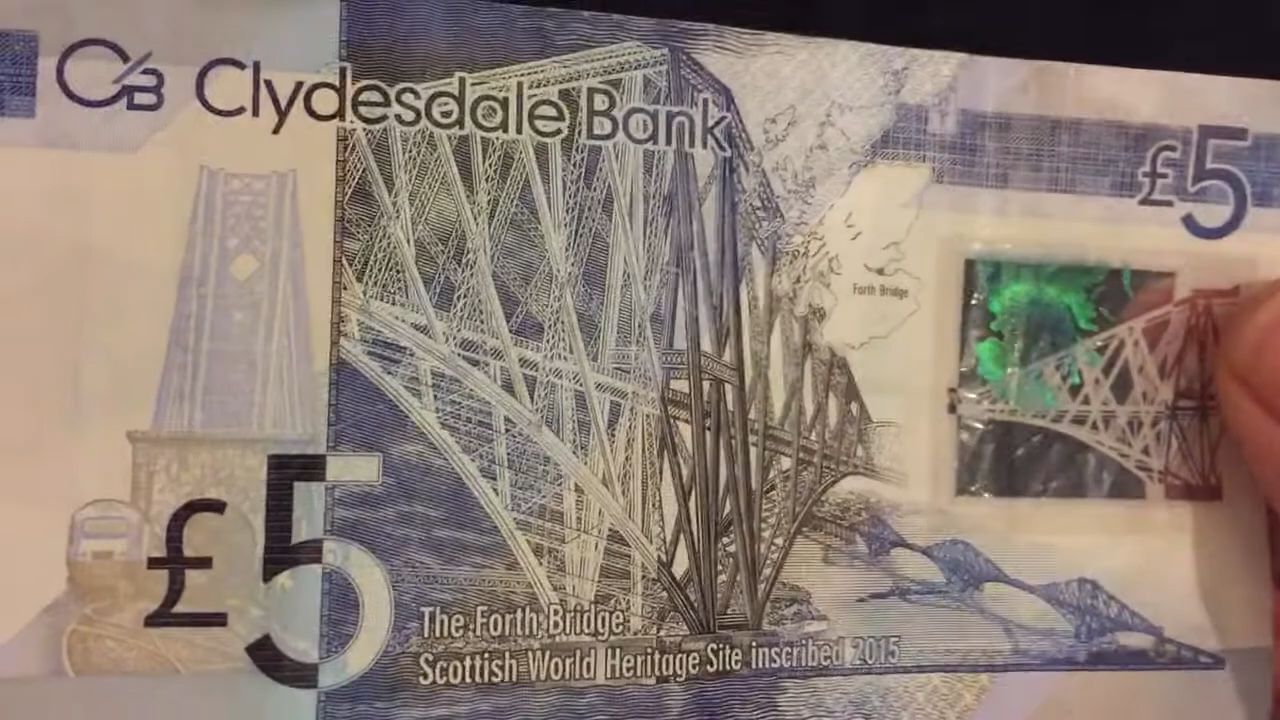 CB Clydesdale Bank
£5
Forth Bridge
£5
The Forth Bridge
Scottish World Heritage Site inscribed 2015